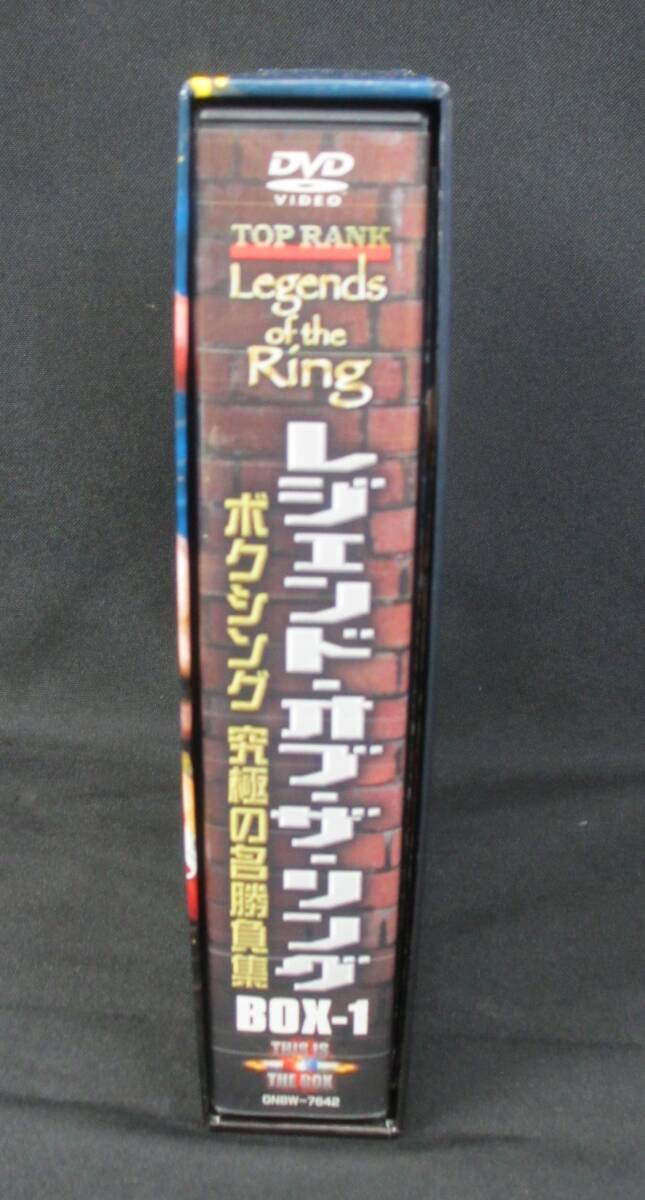 DVD
VIDEO
TOP RANK
Legends
of the
Ring
レジェンド・オブ・ザ・リング
ボクシング 究極の名勝負集
BOX-1
THIS IS
THE BOX
GNBW-7642